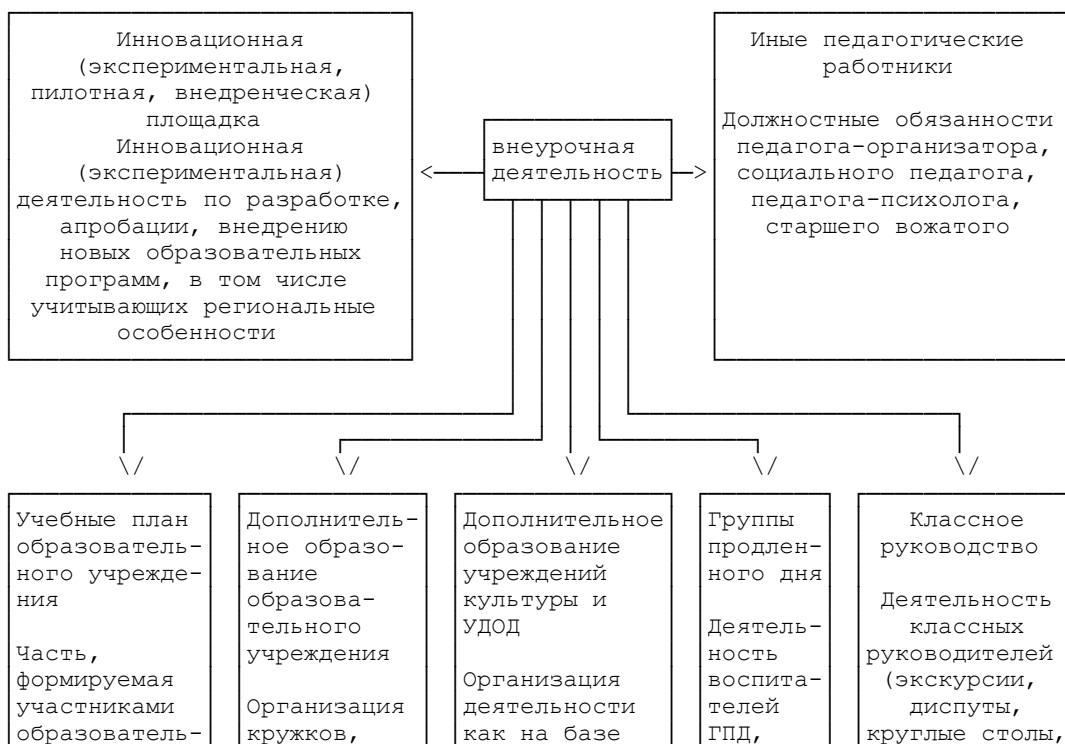 Инновационная
(экспериментальная,
пилотная, внедренческая)
площадка
Инновационная
(экспериментальная)
деятельность по разработке,
апробации, внедрению
новых образовательных
программ, в том числе
учитывающих региональные
особенности
внеурочная
деятельность
Иные педагогические
работники
Должностные обязанности
педагога-организатора,
социального педагога,
педагога-психолога,
старшего вожатого
Учебные план
образователь-
ного учрежде-
ния
Часть,
формируемая
участниками
образователь-
Дополнитель-
ное образо-
вание
образова-
тельного
учреждения
Организация
кружков,
Дополнительное
образование
учреждений
культуры и
УДОД
Организация
деятельности
как на базе
Группы
продлен-
ного дня
Деятель-
ность
воспита-
телей
ГПД,
Классное
руководство
Деятельность
классных
руководителей
(экскурсии,
диспуты,
круглые столы,